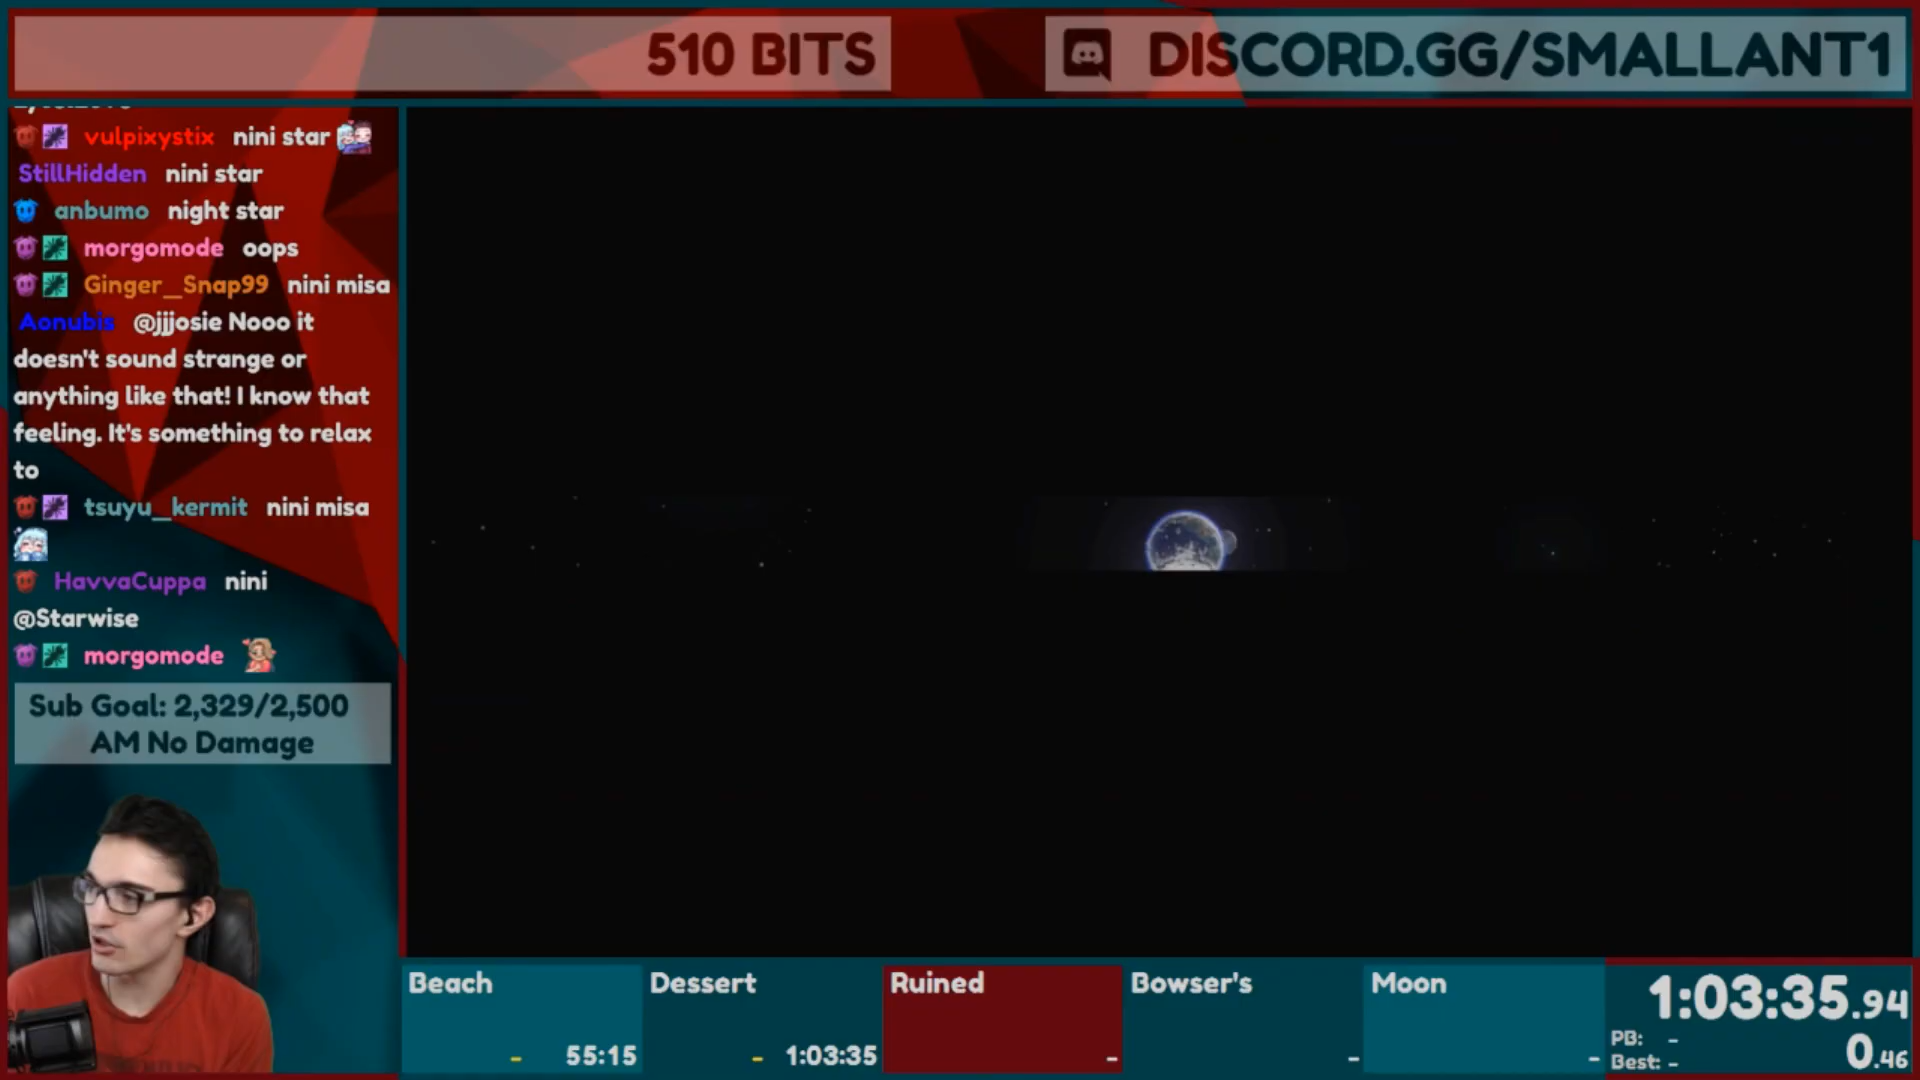 510 BITS
DISCORD.GG/SMALLANT1
vulpixystix nini star
StillHidden nini star
anbumo night star
morgomode oops
Ginger_Snap99 nini misa
Aonubis @jjjosie Nooo it
doesn't sound strange or
anything like that! I know that
feeling. It's something to relax
to
tsuyu_kermit nini misa
HavvaCuppa nini
@Starwise
morgomode
Sub Goal: 2,329/2,500
AM No Damage
Beach
- 55:15
Dessert
- 1:03:35
Ruined
-
Bowser's
-
Moon
-
1:03:35.94
PB: -
Best: -
0.46